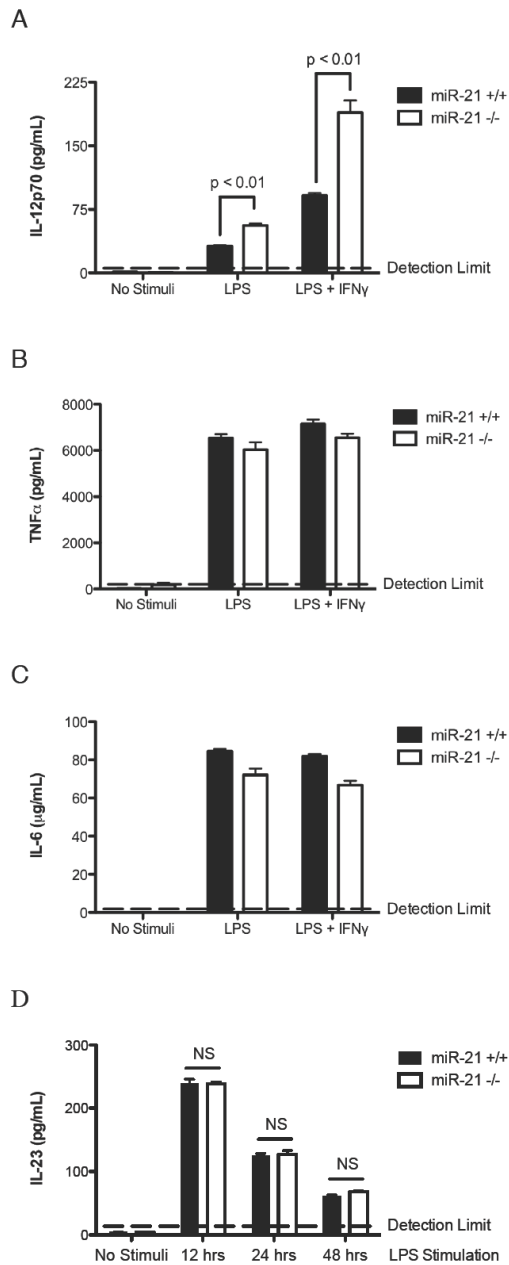 A
IL-12p70 (pg/mL)
225
150
75
0
p < 0.01
p < 0.01
miR-21 +/+
miR-21 -/-
Detection Limit
No Stimuli
LPS
LPS + IFNγ
B
TNFα (pg/mL)
8000
6000
4000
2000
0
miR-21 +/+
miR-21 -/-
Detection Limit
No Stimuli
LPS
LPS + IFNγ
C
IL-6 (μg/mL)
100
80
60
40
20
0
miR-21 +/+
miR-21 -/-
Detection Limit
No Stimuli
LPS
LPS + IFNγ
D
IL-23 (pg/mL)
300
200
100
0
NS
NS
NS
miR-21 +/+
miR-21 -/-
Detection Limit
No Stimuli
12 hrs
24 hrs
48 hrs
LPS Stimulation